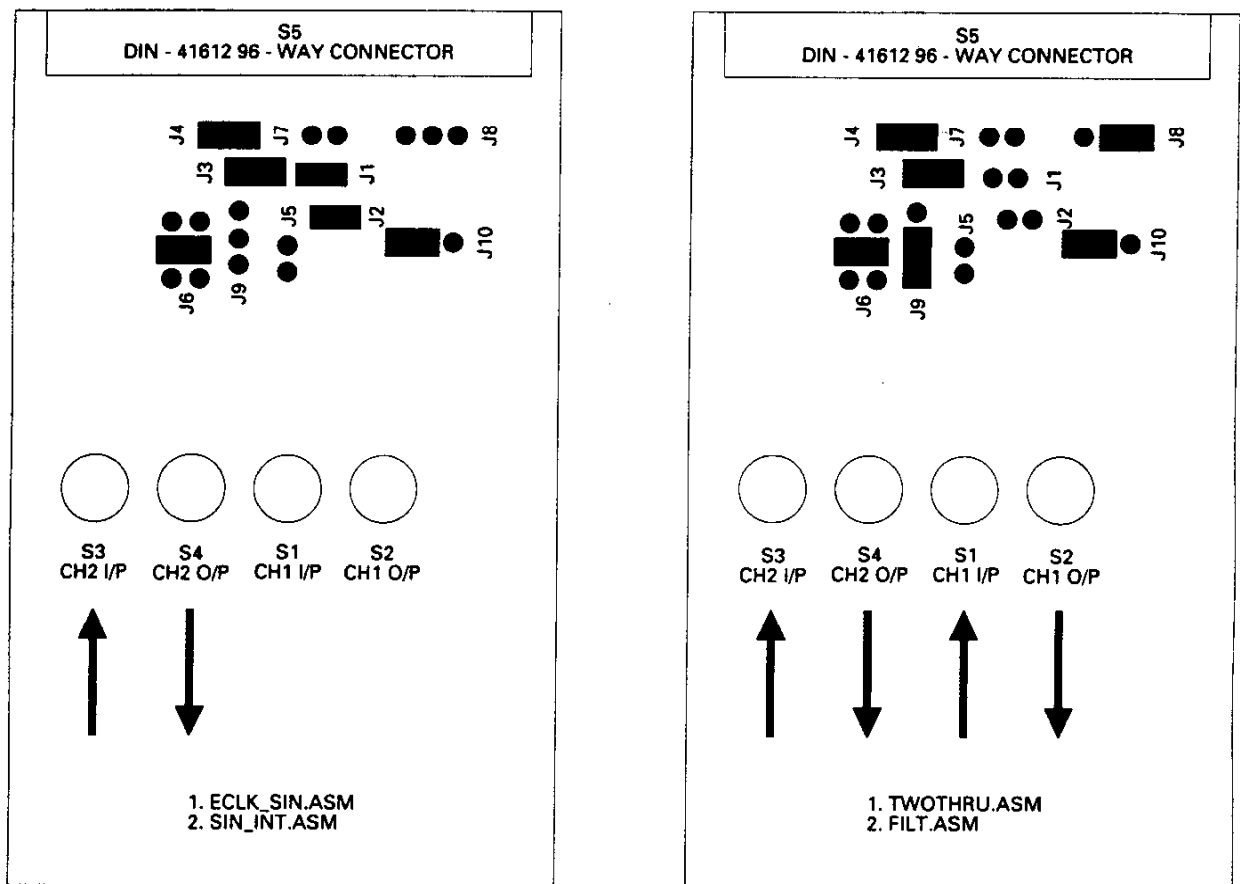 S5
DIN - 41612 96 - WAY CONNECTOR
J4
J7
J8
J3
J1
J5
J2
J10
J6
J9
S3
CH2 I/P
S4
CH2 O/P
S1
CH1 I/P
S2
CH1 O/P
1. ECLK_SIN.ASM
2. SIN_INT.ASM
S5
DIN - 41612 96 - WAY CONNECTOR
J4
J7
J8
J3
J1
J5
J2
J10
J6
J9
S3
CH2 I/P
S4
CH2 O/P
S1
CH1 I/P
S2
CH1 O/P
1. TWOTHRU.ASM
2. FILT.ASM